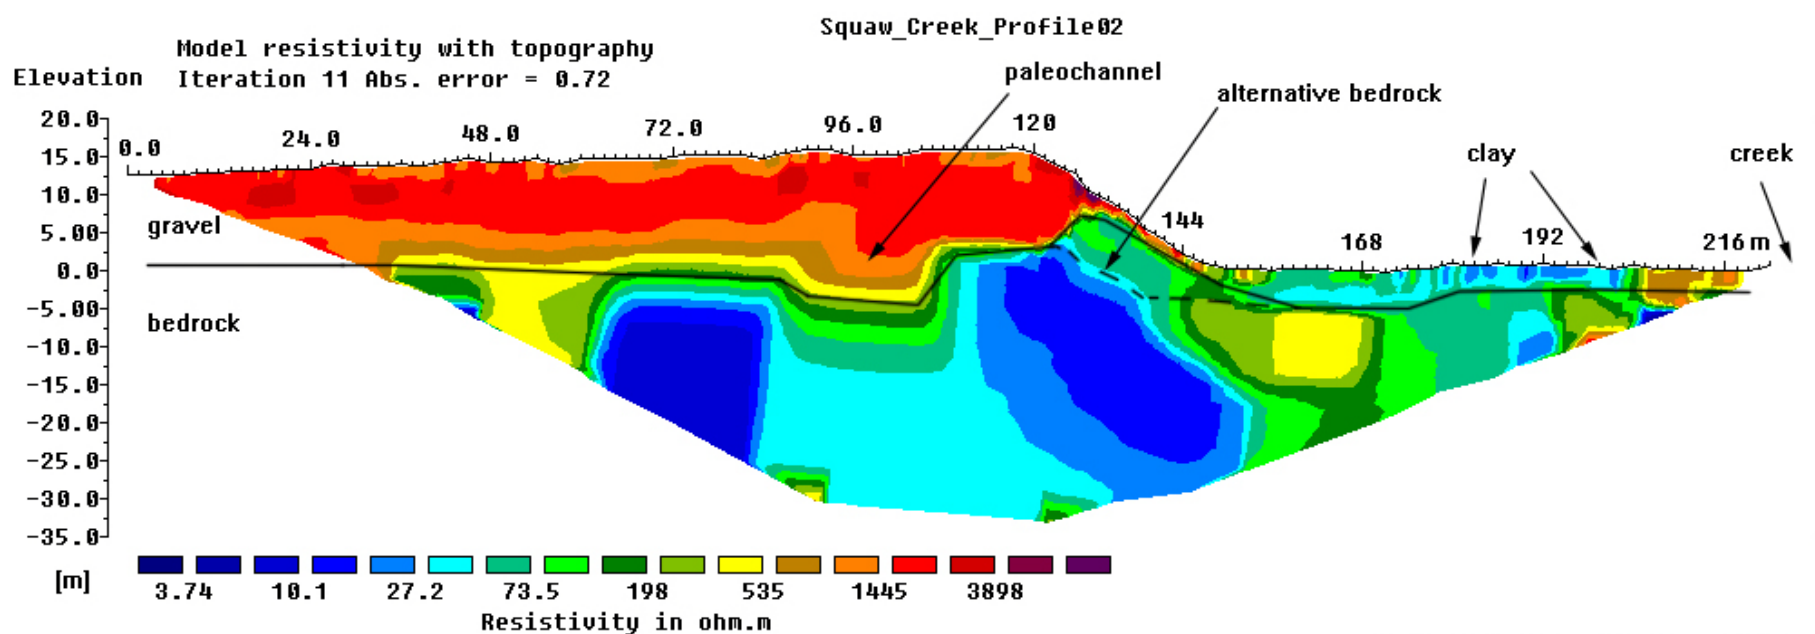 Squaw_Creek_Profile02
Model resistivity with topography
Iteration 11 Abs. error = 0.72
Elevation
paleochannel
alternative bedrock
clay
creek
0.0 24.0 48.0 72.0 96.0 120 144 168 192 216 m
20.0
15.0
10.0
5.00
0.0
-5.00
-10.0
-15.0
-20.0
-25.0
-30.0
-35.0
gravel
bedrock
[m]
3.74 10.1 27.2 73.5 198 535 1445 3898
Resistivity in ohm.m